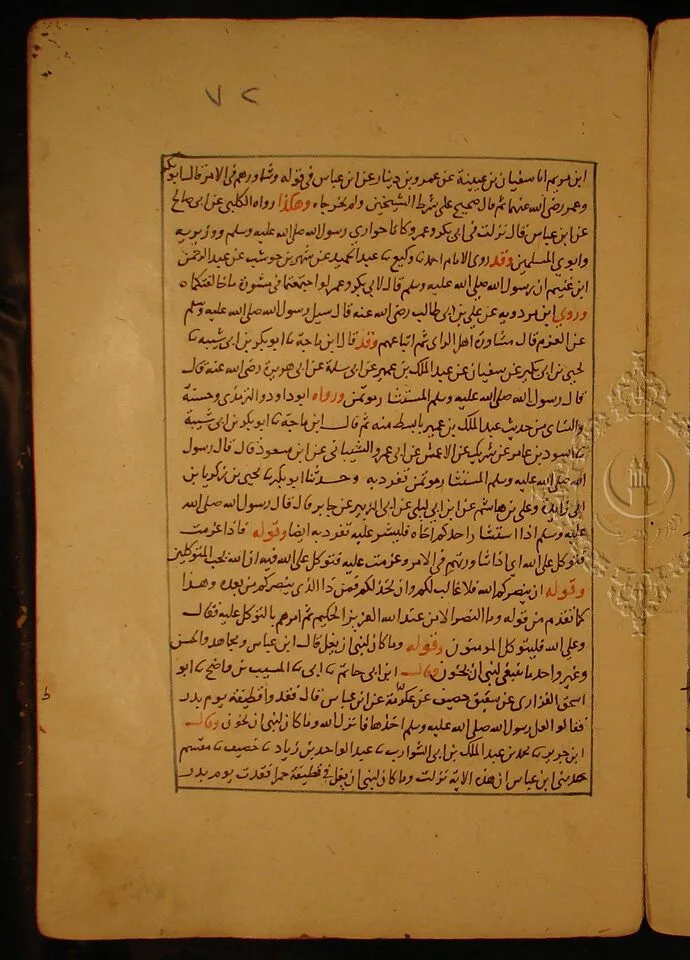 ٧٢
ابن مريم انا سفيان بن عيينة عن عمرو بن دينار عن ابن عباس في قوله وشاورهم في الامر قال ابو بكر
وعمر رضي الله عنهما ثم قال صحيح على شرط الشيخين ولم يخرجاه وهكذا رواه الكلبي عن ابي صالح
عن ابن عباس قال نزلت في ابي بكر وعمر وكانا حواري رسول الله صلى الله عليه وسلم ووزيريه
وابوي المسلمين وقد روى الامام احمد ثنا وكيع ثنا عبد الحميد عن شهر بن حوشب عن عبد الرحمن
ابن غنيم ان رسول الله صلى الله عليه وسلم قال لابي بكر وعمر لو اجتمعتما في مشورة ما خالفتكما
وروى ابن مردويه عن علي بن ابي طالب رضي الله عنه قال سيل رسول الله صلى الله عليه وسلم
عن العزم قال مشاورة اهل الراي ثم اتباعهم وقد قال ابن ماجة ثنا ابو بكر بن ابي شيبة ثنا
يحيى بن ابي بكير عن سفيان عن عبد الملك بن عمير عن ابي سلمة عن ابي هريرة رضي الله عنه قال
قال رسول الله صلى الله عليه وسلم المستشار موتمن ورواه ابو داود والترمذي وحسنه
والنساي من حديث عبد الملك بن عمير بابسط منه ثم قال ابن ماجة ثنا ابو بكر بن ابي شيبة
ثنا اسود بن عامر عن شريك عن الاعمش عن ابي عمرو الشيباني عن ابن مسعود قال قال رسول
الله صلى الله عليه وسلم المستشار موتمن تفرد به وحدثنا ابو بكر ثنا يحيى بن زكريا بن
ابي زايدة وعلي بن هاشم عن ابن ابي ليلى عن ابي الزبير عن جابر قال قال رسول الله صلى الله
عليه وسلم اذا استشار احدكم اخاه فليشر عليه تفرد به ايضا وقوله فاذا عزمت
فتوكل على الله اي اذا شاورتهم في الامر وعزمت عليه فتوكل على الله فيه ان الله يحب المتوكلين
وقوله ان ينصركم الله فلا غالب لكم وان يخذلكم فمن ذا الذي ينصركم من بعده وهذا
كما تقدم من قوله وما النصر الا من عند الله العزيز الحكيم ثم امرهم بالتوكل عليه فقال
وعلى الله فليتوكل المومنون وقوله وما كان لنبي ان يغل قال ابن عباس ومجاهد والحسن
وغير واحد ما ينبغي لنبي ان يخون وقال ابن ابي حاتم ثنا ابي ثنا المسيب بن واضح ثنا ابو
اسحق الفزاري عن سفين خصيف عن عكرمة عن ابن عباس قال فقدوا قطيفة يوم بدر
فقالوا لعل رسول الله صلى الله عليه وسلم اخذها فانزل الله وما كان لنبي ان يخون وقال
ابن جرير ثنا محمد بن عبد الملك بن ابي الشوارب ثنا عبد الواحد بن زياد ثنا خصيف ثنا مقسم
حدثني ابن عباس ان هذه الاية نزلت وما كان لنبي ان يغل في قطيفة حمرا فقدت يوم بدر